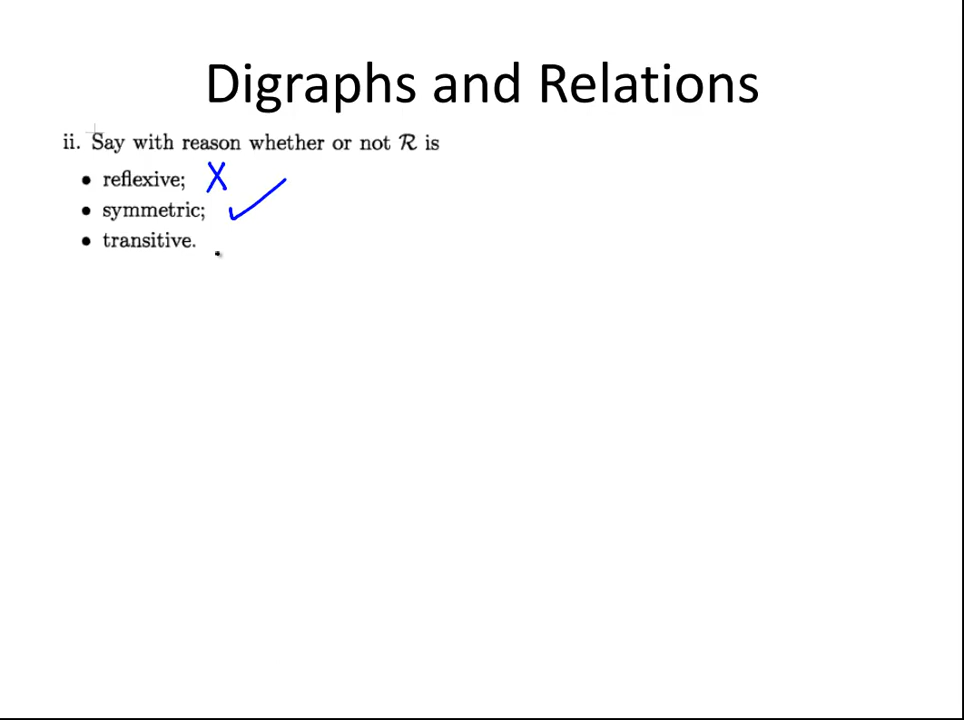 Digraphs and Relations
ii. Say with reason whether or not ℛ is
• reflexive; X
• symmetric; ✓
• transitive.